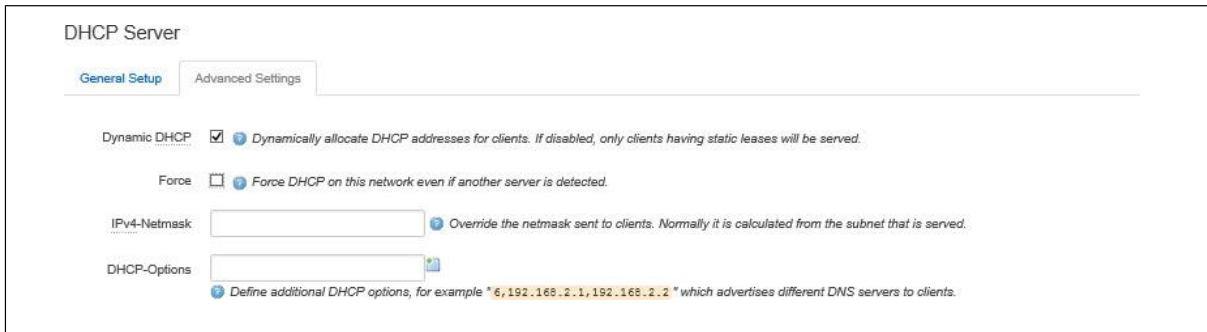 DHCP Server
General Setup Advanced Settings
Dynamic DHCP Dynamically allocate DHCP addresses for clients. If disabled, only clients having static leases will be served.
Force Force DHCP on this network even if another server is detected.
IPv4-Netmask Override the netmask sent to clients. Normally it is calculated from the subnet that is served.
DHCP-Options
Define additional DHCP options, for example "6,192.168.2.1,192.168.2.2" which advertises different DNS servers to clients.